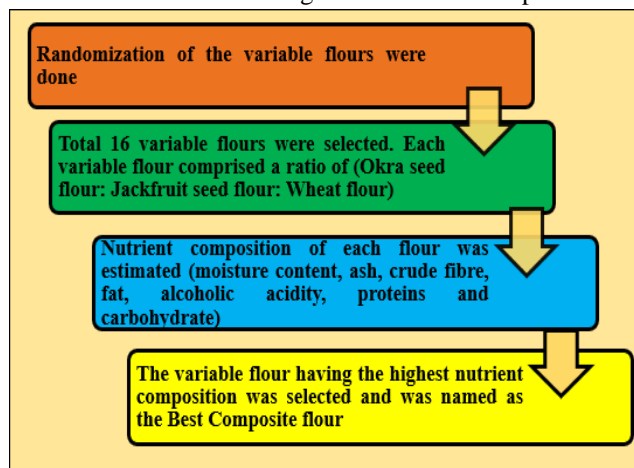 Randomization of the variable flours were
done
Total 16 variable flours were selected. Each
variable flour comprised a ratio of (Okra seed
flour: Jackfruit seed flour: Wheat flour)
Nutrient composition of each flour was
estimated (moisture content, ash, crude fibre,
fat, alcoholic acidity, proteins and
carbohydrate)
The variable flour having the highest nutrient
composition was selected and was named as
the Best Composite flour